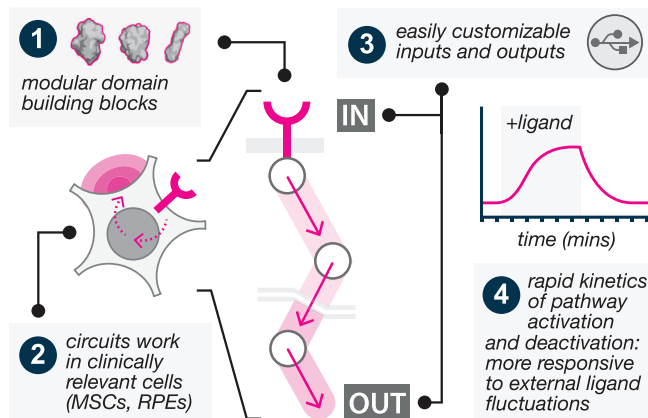 1
modular domain
building blocks
3
easily customizable
inputs and outputs
IN
+ligand
time (mins)
2
circuits work
in clinically
relevant cells
(MSCs, RPEs)
OUT
4
rapid kinetics
of pathway
activation
and deactivation:
more responsive
to external ligand
fluctuations